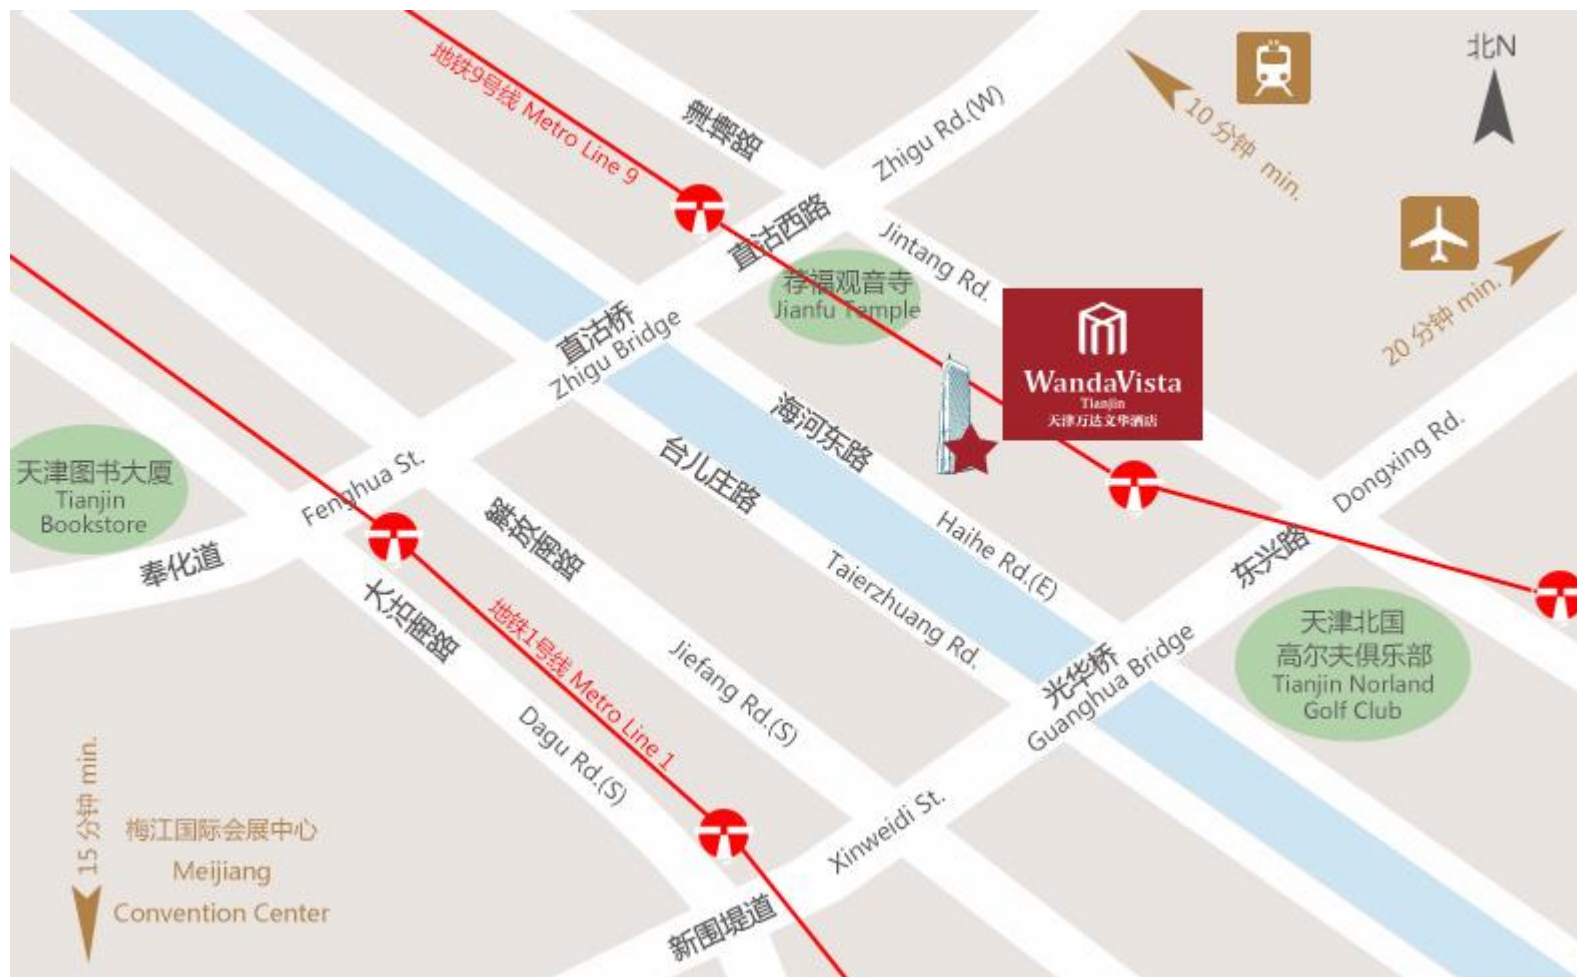 地铁9号线 Metro Line 9
津塘路
Zhigu Rd.(W)
10 分钟 min.
北N
直沽西路
Jintang Rd.
20 分钟 min.
荐福观音寺
Jianfu Temple
WandaVista
Tianjin
天津万达文华酒店
直沽桥
Zhigu Bridge
海河东路
台儿庄路
Dongxing Rd.
天津图书大厦
Tianjin
Bookstore
Fenghua St.
奉化道
解放南路
Haihe Rd.(E)
Taierzhuang Rd.
东兴路
大沽南路
地铁1号线 Metro Line 1
Jiefang Rd.(S)
光华桥
Guanghua Bridge
天津北国
高尔夫俱乐部
Tianjin Norland
Golf Club
Dagu Rd.(S)
15 分钟 min.
梅江国际会展中心
Meijiang
Convention Center
Xinweidi St.
新围堤道